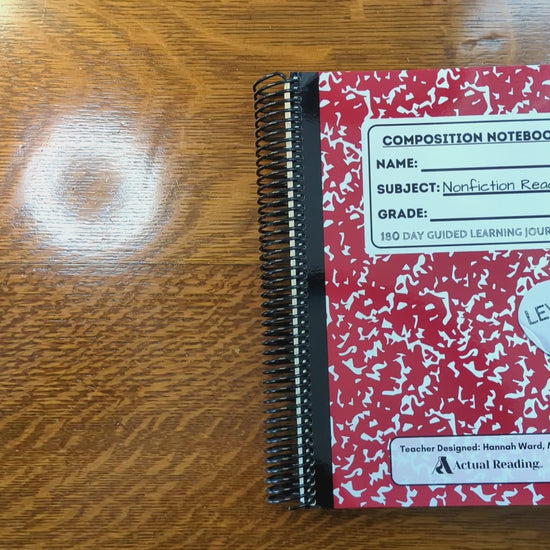 COMPOSITION NOTEBOO
NAME:
SUBJECT: Nonfiction Rea
GRADE:
180 DAY GUIDED LEARNING JOUR
LEV
Teacher Designed: Hannah Ward, M
Actual Reading